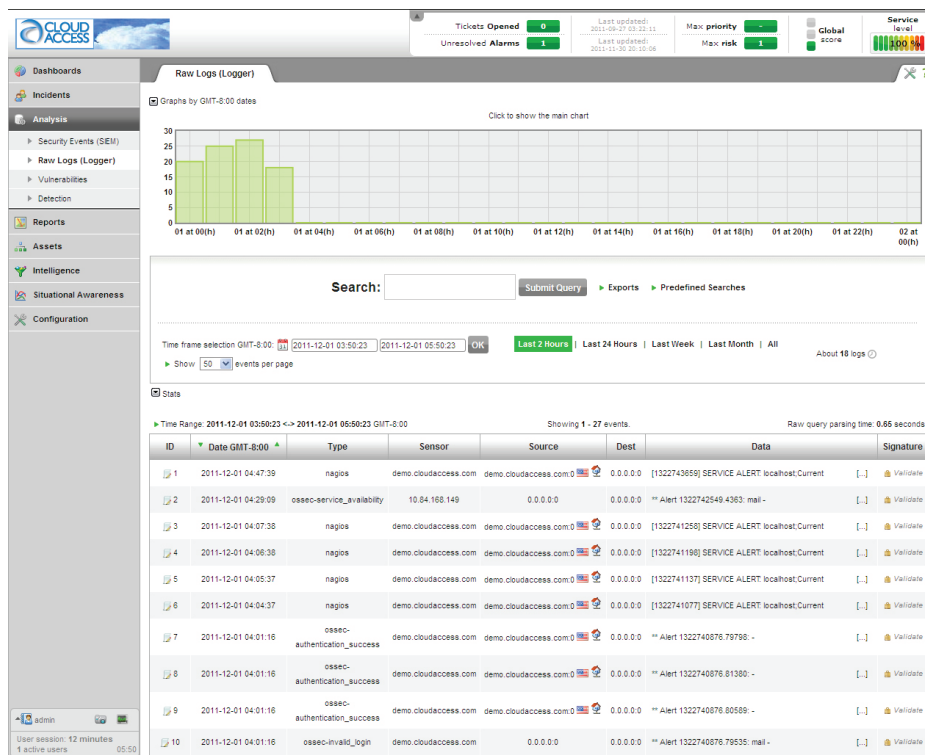 CLOUD
ACCESS
Tickets Opened 0
Unresolved Alarms 1
Last updated:
2011-09-27 03:22:11
Last updated:
2011-11-30 20:10:06
Max priority -
Max risk 1
Global
score
Service
level
100 %
Dashboards
Incidents
Analysis
Security Events (SIEM)
Raw Logs (Logger)
Vulnerabilities
Detection
Reports
Assets
Intelligence
Situational Awareness
Configuration
Raw Logs (Logger)
Graphs by GMT-8:00 dates
Click to show the main chart
30
25
20
15
10
5
0
01 at 00(h) 01 at 02(h) 01 at 04(h) 01 at 06(h) 01 at 08(h) 01 at 10(h) 01 at 12(h) 01 at 14(h) 01 at 16(h) 01 at 18(h) 01 at 20(h) 01 at 22(h) 02 at
00(h)
Search: Submit Query Exports Predefined Searches
Time frame selection GMT-8:00: 2011-12-01 03:50:23 2011-12-01 05:50:23 OK Last 2 Hours | Last 24 Hours | Last Week | Last Month | All
About 18 logs
Show 50 events per page
Stats
Time Range: 2011-12-01 03:50:23 <-> 2011-12-01 05:50:23 GMT-8:00 Showing 1 - 27 events. Raw query parsing time: 0.65 seconds
ID Date GMT-8:00 Type Sensor Source Dest Data Signature
1 2011-12-01 04:47:39 nagios demo.cloudaccess.com demo.cloudaccess.com:0 0.0.0.0:0 [1322743659] SERVICE ALERT: localhost;Current [...] Validate
2 2011-12-01 04:29:09 ossec-service_availability 10.84.168.149 0.0.0.0:0 0.0.0.0:0 ** Alert 1322742549.4363: mail - [...] Validate
3 2011-12-01 04:07:38 nagios demo.cloudaccess.com demo.cloudaccess.com:0 0.0.0.0:0 [1322741258] SERVICE ALERT: localhost;Current [...] Validate
4 2011-12-01 04:06:38 nagios demo.cloudaccess.com demo.cloudaccess.com:0 0.0.0.0:0 [1322741198] SERVICE ALERT: localhost;Current [...] Validate
5 2011-12-01 04:05:37 nagios demo.cloudaccess.com demo.cloudaccess.com:0 0.0.0.0:0 [1322741137] SERVICE ALERT: localhost;Current [...] Validate
6 2011-12-01 04:04:37 nagios demo.cloudaccess.com demo.cloudaccess.com:0 0.0.0.0:0 [1322741077] SERVICE ALERT: localhost;Current [...] Validate
7 2011-12-01 04:01:16 ossec-
authentication_success demo.cloudaccess.com demo.cloudaccess.com:0 0.0.0.0:0 ** Alert 1322740876.79798: - [...] Validate
8 2011-12-01 04:01:16 ossec-
authentication_success demo.cloudaccess.com demo.cloudaccess.com:0 0.0.0.0:0 ** Alert 1322740876.81380: - [...] Validate
9 2011-12-01 04:01:16 ossec-
authentication_success demo.cloudaccess.com demo.cloudaccess.com:0 0.0.0.0:0 ** Alert 1322740876.80589: - [...] Validate
10 2011-12-01 04:01:16 ossec-invalid_login demo.cloudaccess.com 0.0.0.0:0 0.0.0.0:0 ** Alert 1322740876.79535: mail - [...] Validate
admin
User session: 12 minutes
1 active users 05:50